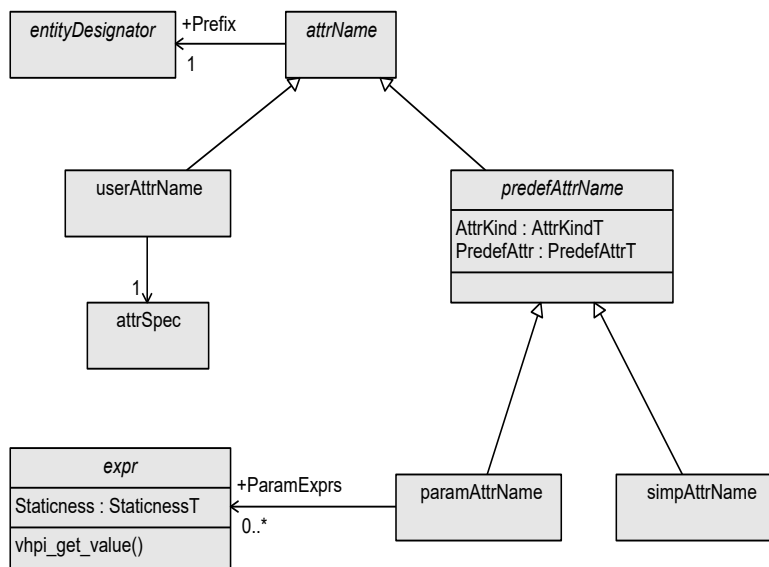 entityDesignator
+Prefix
1
attrName
userAttrName
predefAttrName
AttrKind : AttrKindT
PredefAttr : PredefAttrT
1
attrSpec
expr
Staticness : StaticnessT
vhpi_get_value()
+ParamExprs
0..*
paramAttrName
simpAttrName